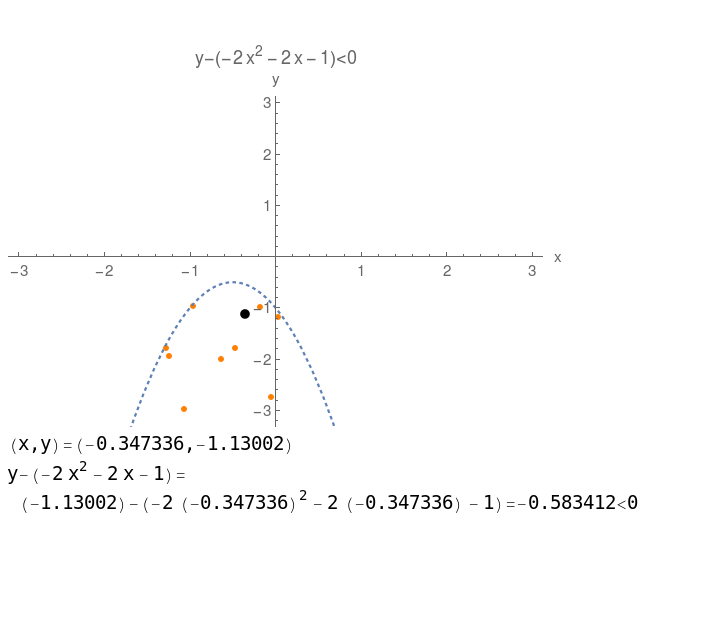 y−(−2x²−2x−1)<0
y
3
2
1
−3 −2 −1 1 2 3 x
−1
−2
−3
(x,y)=(−0.347336,−1.13002)
y−(−2x²−2x−1)=
(−1.13002)−(−2 (−0.347336)²−2 (−0.347336)−1)=−0.583412<0